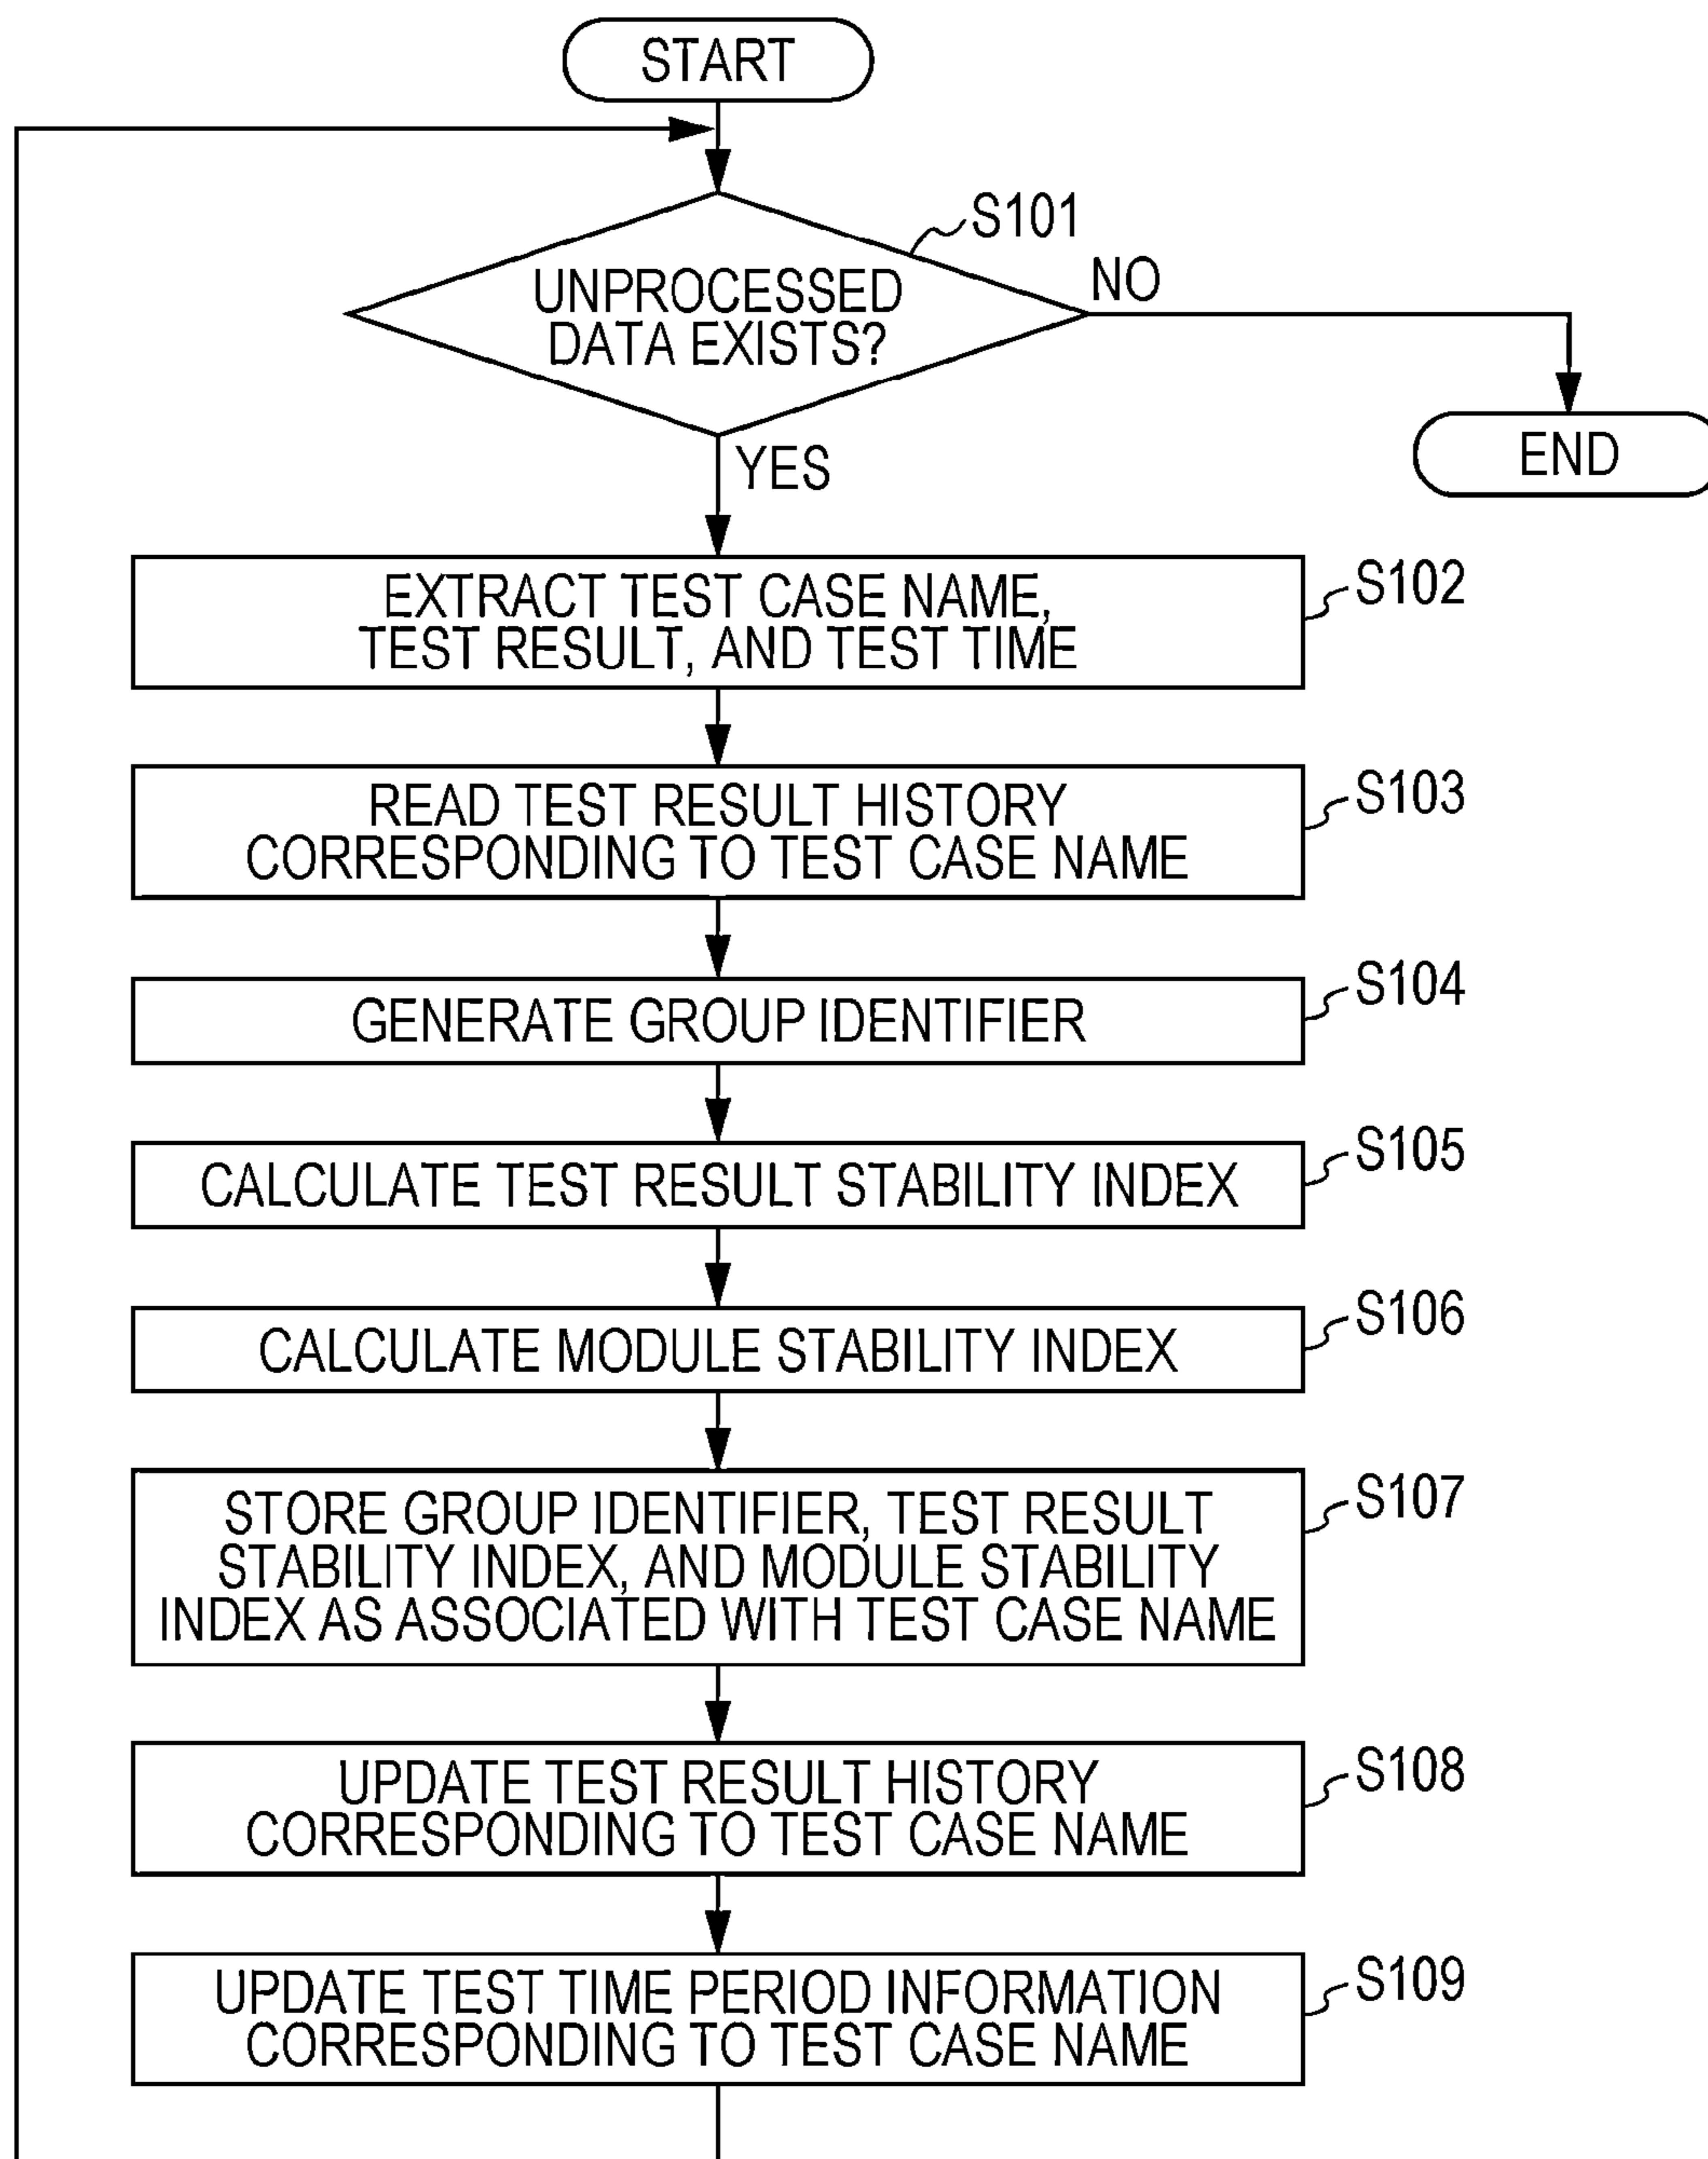 START
S101
UNPROCESSED
DATA EXISTS?
NO
END
YES
EXTRACT TEST CASE NAME,
TEST RESULT, AND TEST TIME
S102
READ TEST RESULT HISTORY
CORRESPONDING TO TEST CASE NAME
S103
GENERATE GROUP IDENTIFIER
S104
CALCULATE TEST RESULT STABILITY INDEX
S105
CALCULATE MODULE STABILITY INDEX
S106
STORE GROUP IDENTIFIER, TEST RESULT
STABILITY INDEX, AND MODULE STABILITY
INDEX AS ASSOCIATED WITH TEST CASE NAME
S107
UPDATE TEST RESULT HISTORY
CORRESPONDING TO TEST CASE NAME
S108
UPDATE TEST TIME PERIOD INFORMATION
CORRESPONDING TO TEST CASE NAME
S109